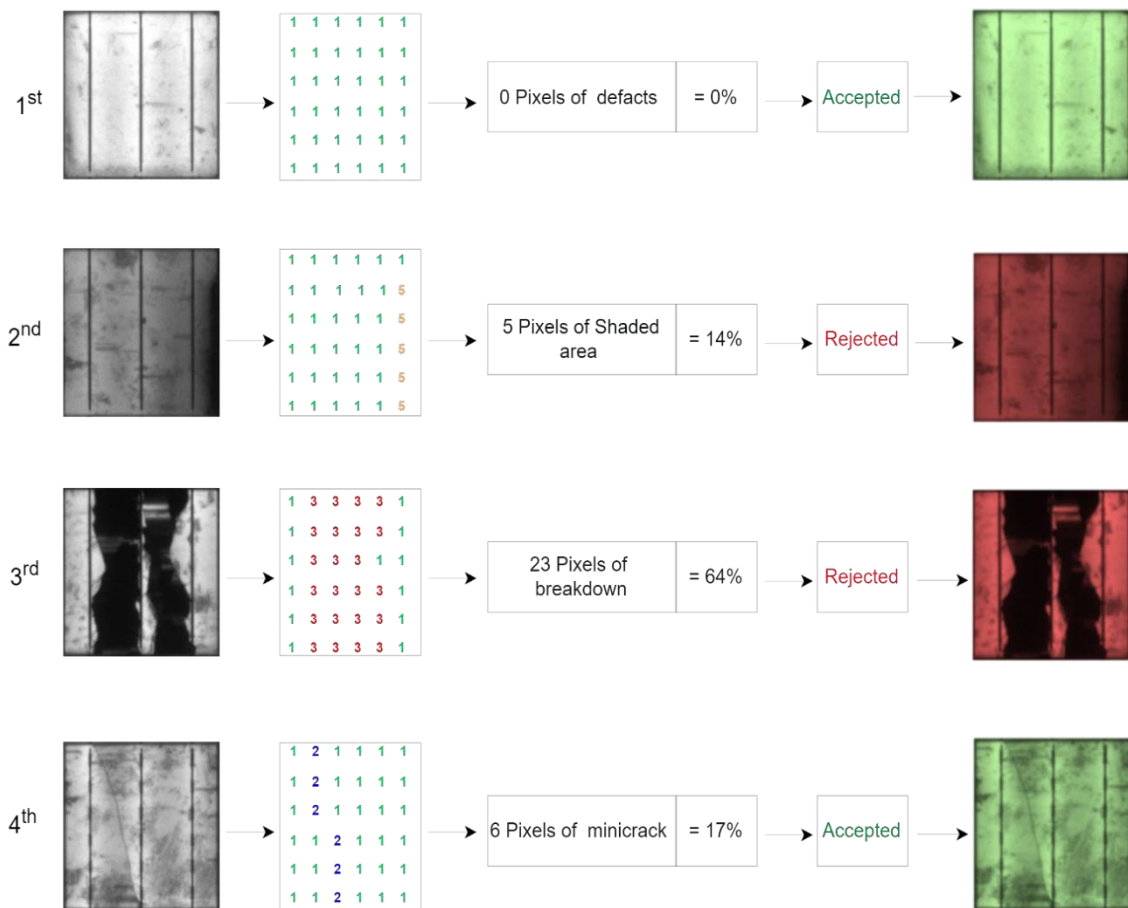 1 1 1 1 1 1
1 1 1 1 1 1
1 1 1 1 1 1
1st
0 Pixels of defects
= 0%
Accepted
1 1 1 1 1 1
1 1 1 1 1 1
1 1 1 1 1 1
1 1 1 1 1 1
1 1 1 1 1 5
1 1 1 1 1 5
2nd
5 Pixels of Shaded
area
= 14%
Rejected
1 1 1 1 1 5
1 1 1 1 1 5
1 1 1 1 1 5
1 3 3 3 3 1
1 3 3 3 3 1
1 3 3 3 1 1
3rd
23 Pixels of
breakdown
= 64%
Rejected
1 3 3 3 3 1
1 3 3 3 3 1
1 3 3 3 3 1
1 2 1 1 1 1
1 2 1 1 1 1
1 2 1 1 1 1
4th
6 Pixels of minicrack
= 17%
Accepted
1 1 2 1 1 1
1 1 2 1 1 1
1 1 2 1 1 1